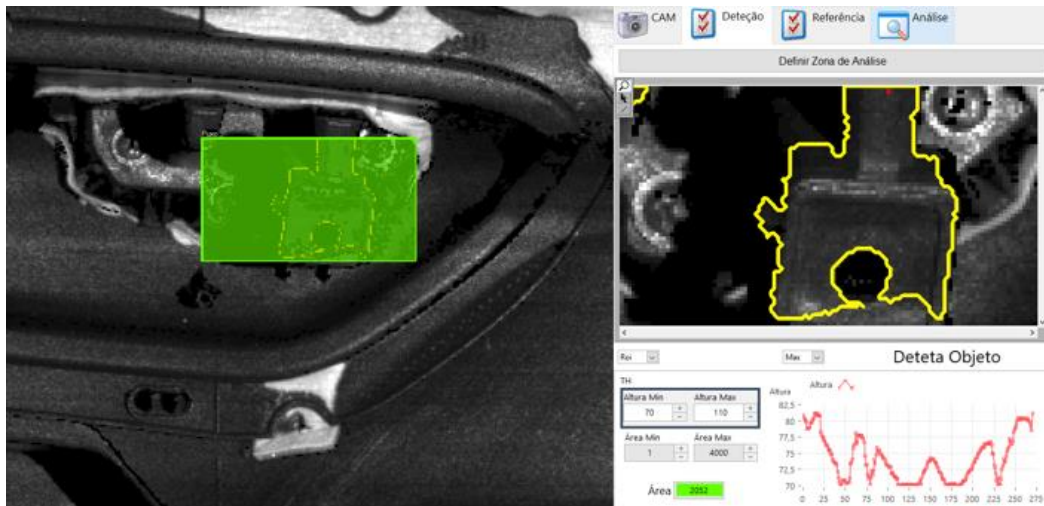 CAM Deteção Referência Análise
Definir Zona de Análise
Roi Max Deteta Objeto
TH
Altura Min Altura Max
70 110
Área Min Área Max
1 4000
Área 2052
Altura Altura
82,5
80
77,5
75
72,5
70
0 25 50 75 100 125 150 175 200 225 250 275